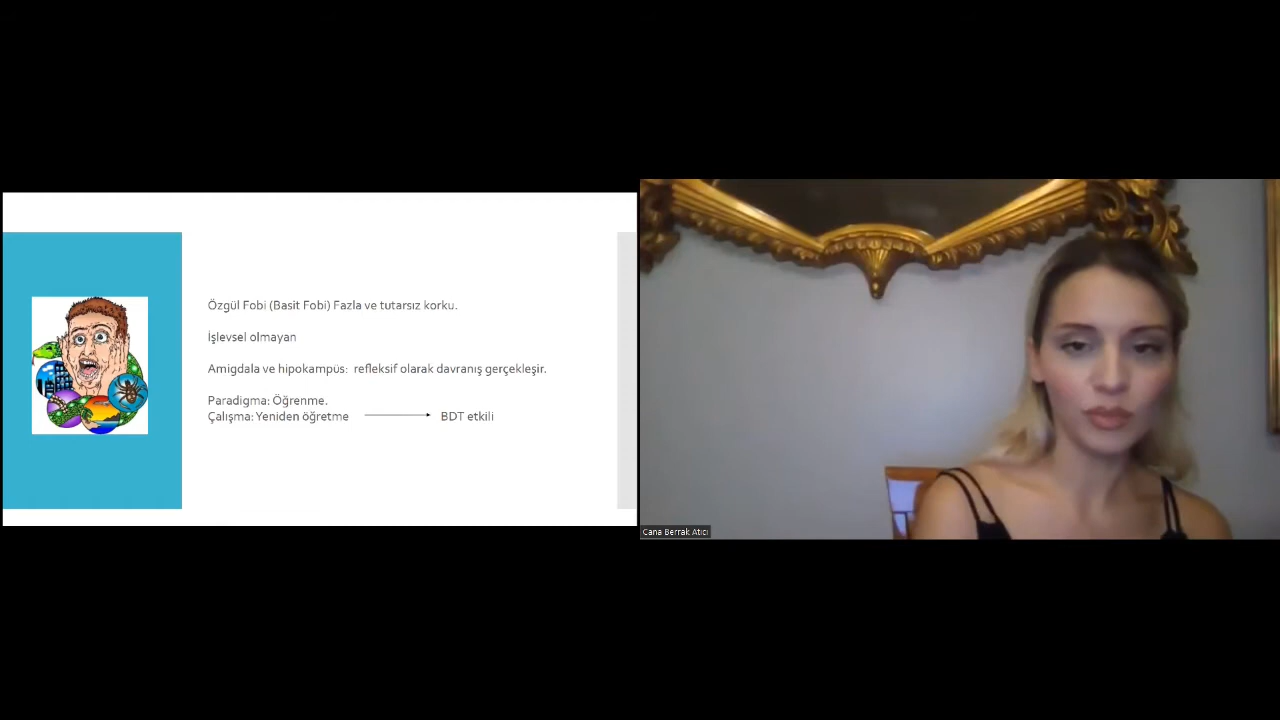 Özgül Fobi (Basit Fobi) Fazla ve tutarsız korku.
İşlevsel olmayan
Amigdala ve hipokampüs: refleksif olarak davranış gerçekleşir.
Paradigma: Öğrenme.
Çalışma: Yeniden öğretme BDT etkili
Cana Berrak Atıcı